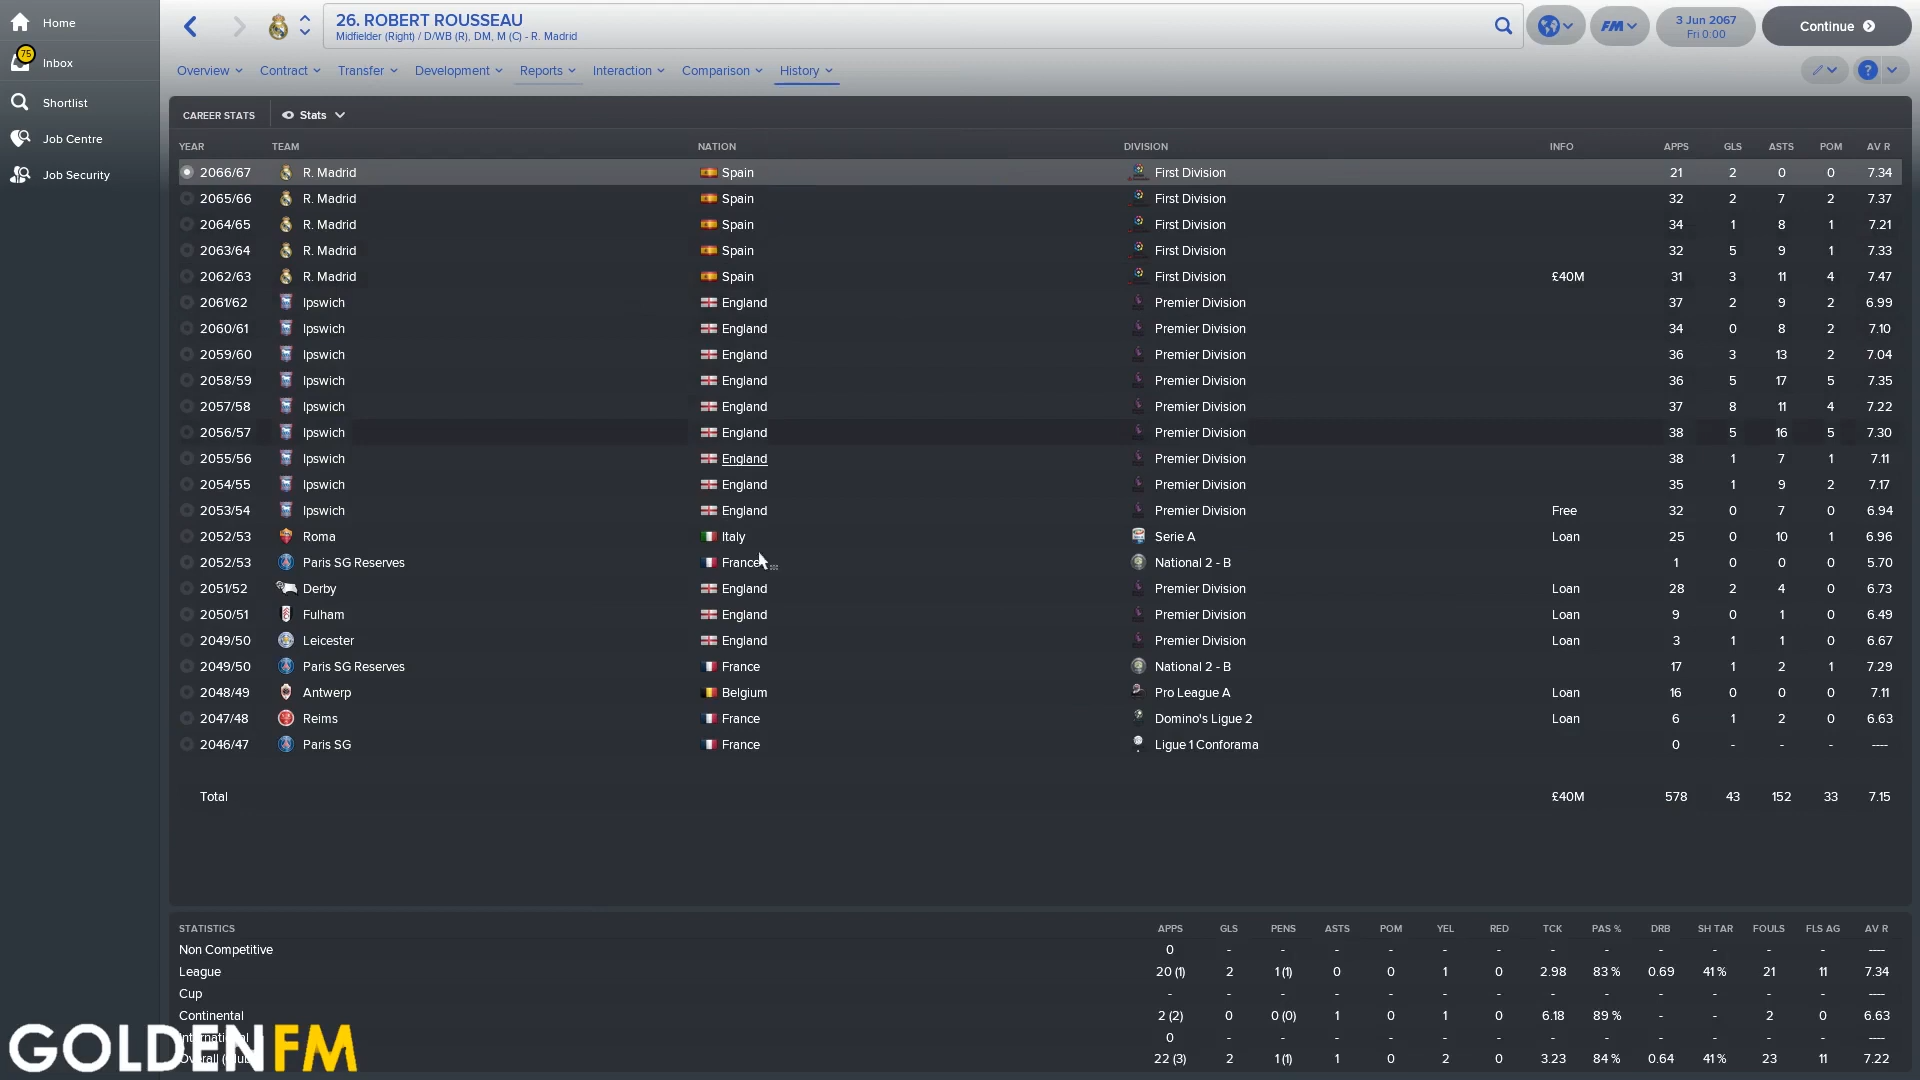 Home
26. ROBERT ROUSSEAU
Midfielder (Right) / D/WB (R), DM, M (C) - R. Madrid
FM
3 Jun 2067
Fri 0:00
Continue
75
Inbox
Shortlist
Job Centre
Job Security
Overview Contract Transfer Development Reports Interaction Comparison History
?
CAREER STATS Stats
YEAR TEAM NATION DIVISION INFO APPS GLS ASTS POM AV R
2066/67 R. Madrid Spain First Division 21 2 0 0 7.34
2065/66 R. Madrid Spain First Division 32 2 7 2 7.37
2064/65 R. Madrid Spain First Division 34 1 8 1 7.21
2063/64 R. Madrid Spain First Division 32 5 9 1 7.33
2062/63 R. Madrid Spain First Division £40M 31 3 11 4 7.47
2061/62 Ipswich England Premier Division 37 2 9 2 6.99
2060/61 Ipswich England Premier Division 34 0 8 2 7.10
2059/60 Ipswich England Premier Division 36 3 13 2 7.04
2058/59 Ipswich England Premier Division 36 5 17 5 7.35
2057/58 Ipswich England Premier Division 37 8 11 4 7.22
2056/57 Ipswich England Premier Division 38 5 16 5 7.30
2055/56 Ipswich England Premier Division 38 1 7 1 7.11
2054/55 Ipswich England Premier Division 35 1 9 2 7.17
2053/54 Ipswich England Premier Division Free 32 0 7 0 6.94
2052/53 Roma Italy Serie A Loan 25 0 10 1 6.96
2052/53 Paris SG Reserves France National 2 - B 1 0 0 0 5.70
2051/52 Derby England Premier Division Loan 28 2 4 0 6.73
2050/51 Fulham England Premier Division Loan 9 0 1 0 6.49
2049/50 Leicester England Premier Division Loan 3 1 1 0 6.67
2049/50 Paris SG Reserves France National 2 - B 17 1 2 1 7.29
2048/49 Antwerp Belgium Pro League A Loan 16 0 0 0 7.11
2047/48 Reims France Domino's Ligue 2 Loan 6 1 2 0 6.63
2046/47 Paris SG France Ligue 1 Conforama 0 - - - ----
Total £40M 578 43 152 33 7.15
STATISTICS APPS GLS PENS ASTS POM YEL RED TCK PAS % DRB SH TAR FOULS FLS AG AV R
Non Competitive 0 - - - - - - - - - - - - ----
League 20 (1) 2 1 (1) 0 0 1 0 2.98 83 % 0.69 41 % 21 11 7.34
Cup - - - - - - - - - - - - - ----
Continental 2 (2) 0 0 (0) 1 0 1 0 6.18 89 % - - 2 0 6.63
International 0 - - - - - - - - - - - - ----
Overall (Club) 22 (3) 2 1 (1) 1 0 2 0 3.23 84 % 0.64 41 % 23 11 7.22
GOLDENFM